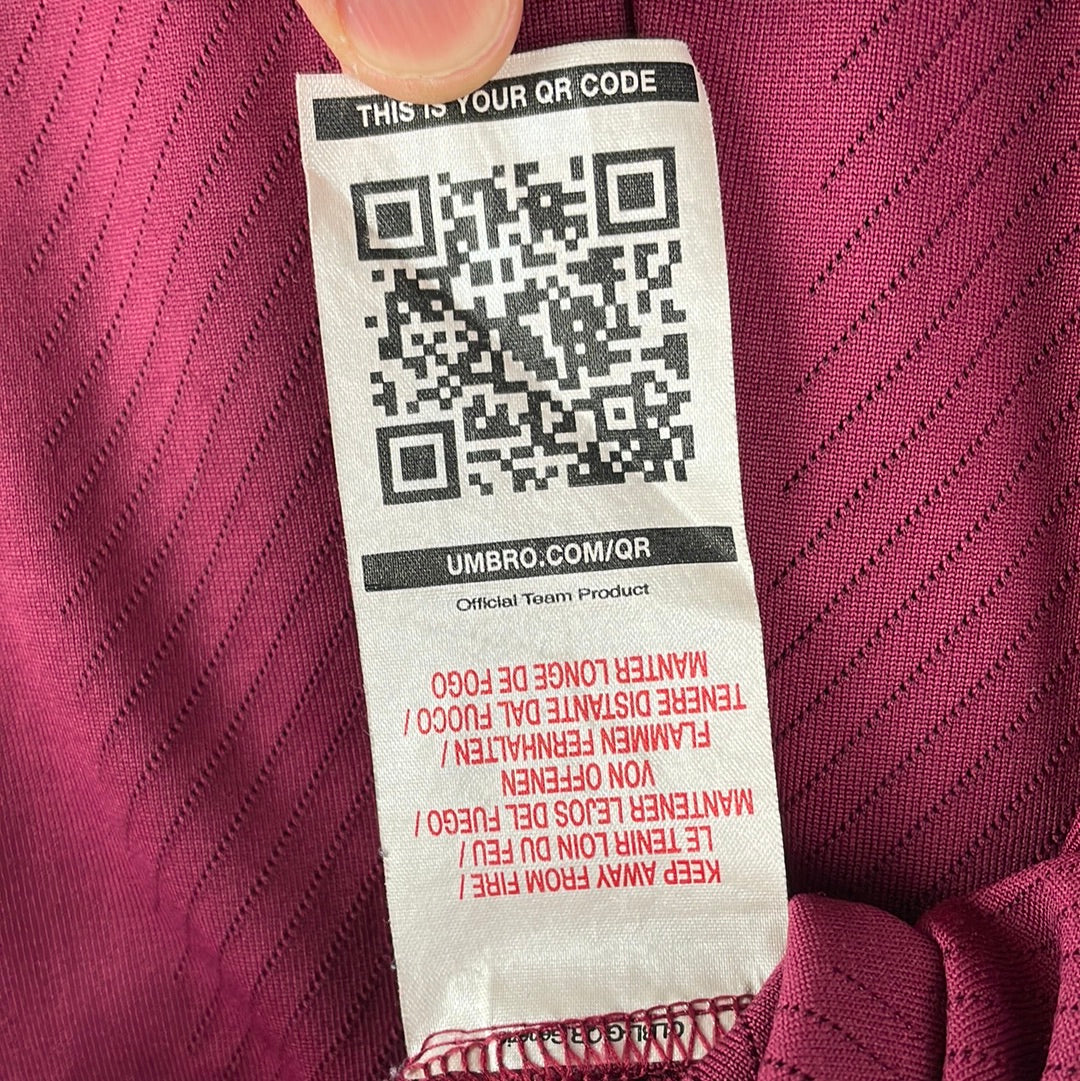 THIS IS YOUR QR CODE
UMBRO.COM/QR
Official Team Product
KEEP AWAY FROM FIRE /
LE TENIR LOIN DU FEU /
MANTENER LEJOS DEL FUEGO /
VON OFFENEN
FLAMMEN FERNHALTEN /
TENERE DISTANTE DAL FUOCO /
MANTER LONGE DE FOGO